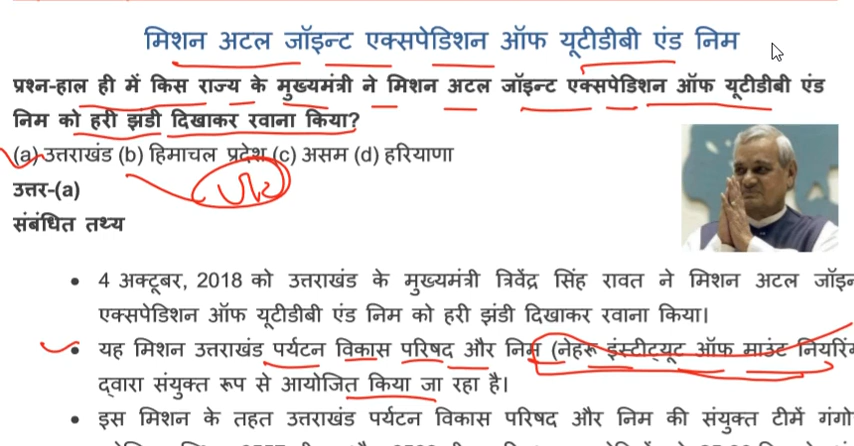 मिशन अटल जॉइन्ट एक्सपेडिशन ऑफ यूटीडीबी एंड निम
प्रश्न-हाल ही में किस राज्य के मुख्यमंत्री ने मिशन अटल जॉइन्ट एक्सपेडिशन ऑफ यूटीडीबी एंड
निम को हरी झंडी दिखाकर रवाना किया?
(a) उत्तराखंड (b) हिमाचल प्रदेश (c) असम (d) हरियाणा
UK
उत्तर-(a)
संबंधित तथ्य
• 4 अक्टूबर, 2018 को उत्तराखंड के मुख्यमंत्री त्रिवेंद्र सिंह रावत ने मिशन अटल जॉइन
एक्सपेडिशन ऑफ यूटीडीबी एंड निम को हरी झंडी दिखाकर रवाना किया।
• यह मिशन उत्तराखंड पर्यटन विकास परिषद और निम (नेहरू इंस्टीट्यूट ऑफ माउंट नियरिंग
द्वारा संयुक्त रूप से आयोजित किया जा रहा है।
• इस मिशन के तहत उत्तराखंड पर्यटन विकास परिषद और निम की संयुक्त टीमें गंगो